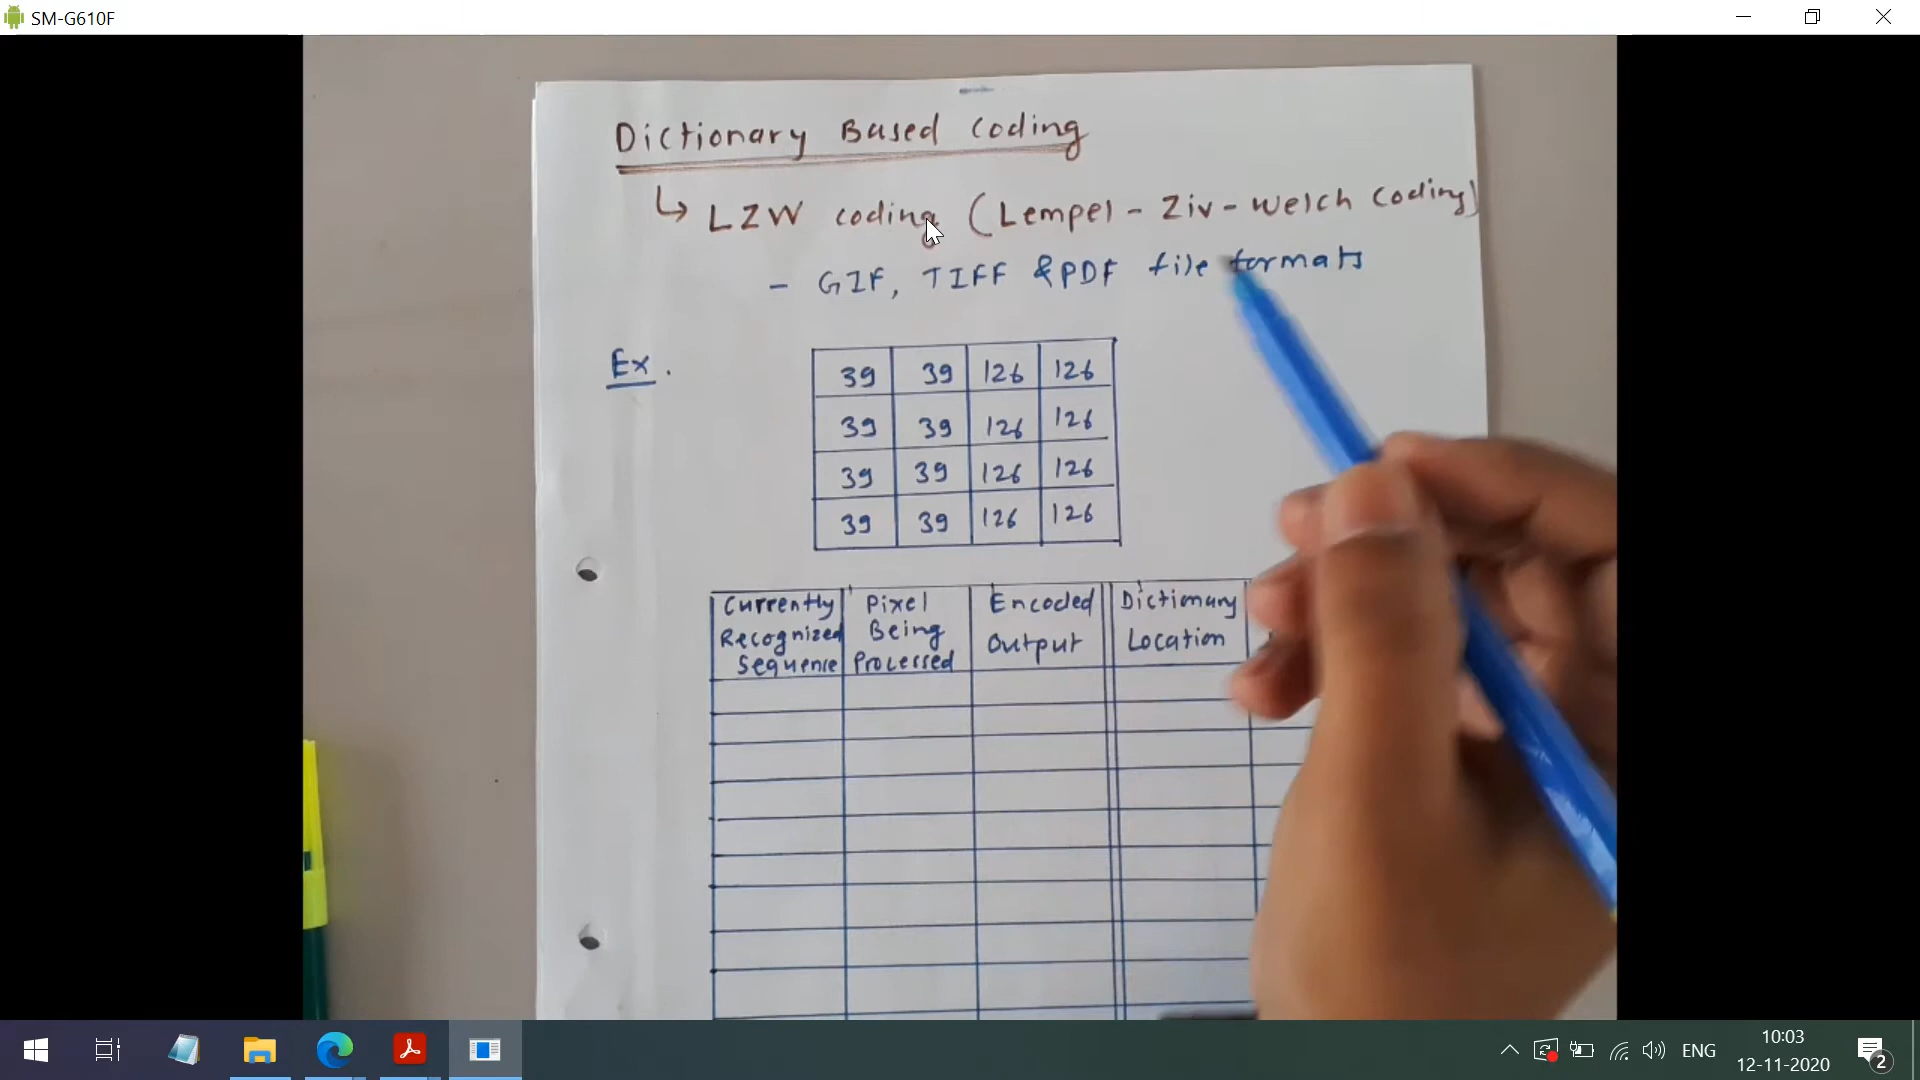 SM-G610F
Dictionary Based Coding
↳ LZW coding (Lempel - Ziv - Welch coding)
- GIF, TIFF & PDF file formats
Ex.
39 39 126 126
39 39 126 126
39 39 126 126
39 39 126 126
Currently Recognized Sequence
Pixel Being Processed
Encoded Output
Dictionary Location
ENG
10:03
12-11-2020
2